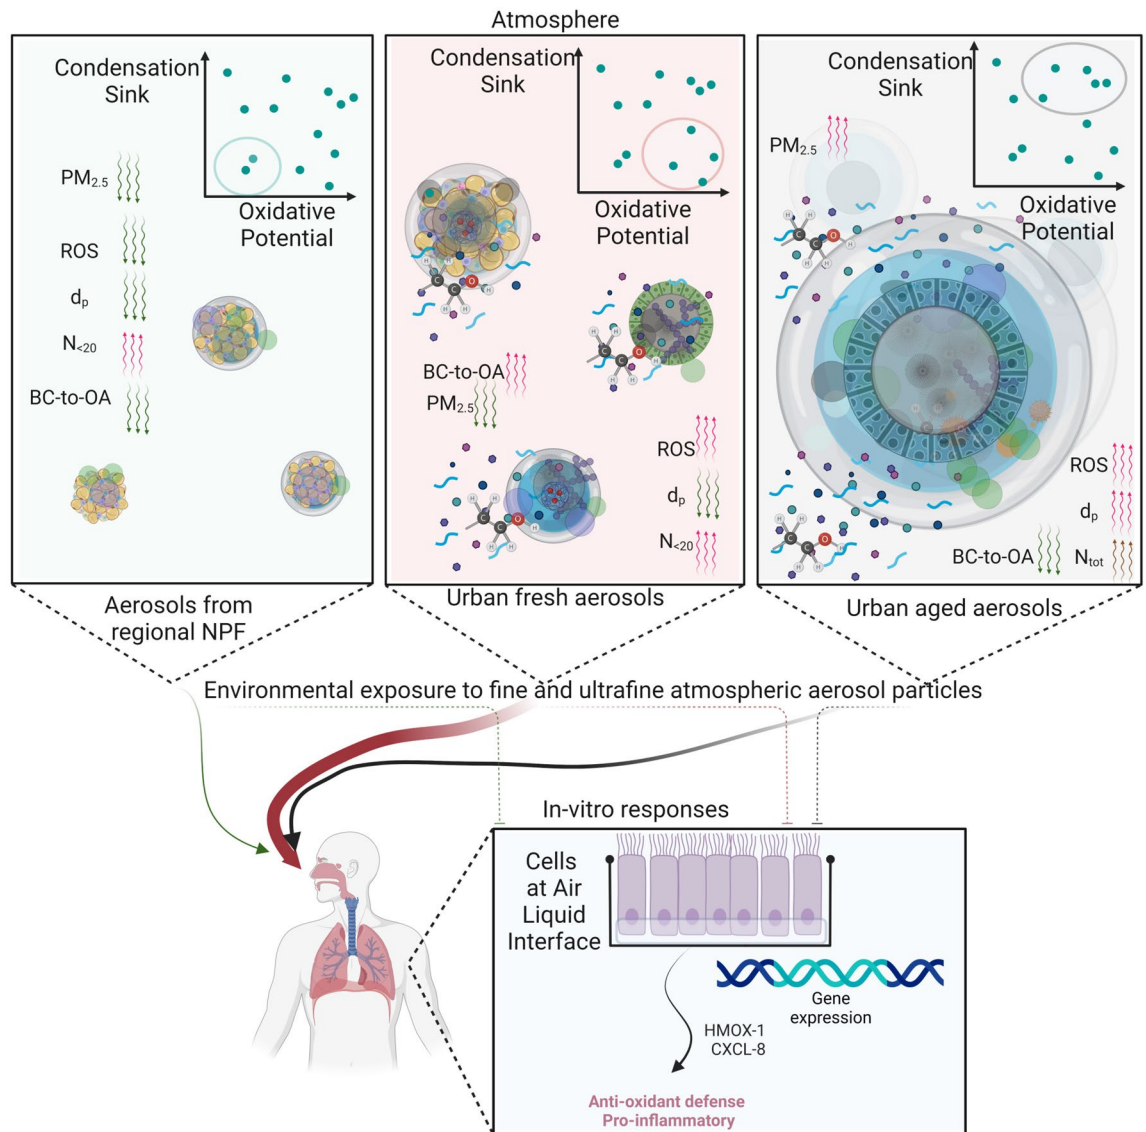 Atmosphere
Condensation
Sink
Oxidative
Potential
PM2.5
ROS
dp
N<20
BC-to-OA
Aerosols from
regional NPF
Condensation
Sink
Oxidative
Potential
H
H
C
C
O
H
H
H
H
H
C
C
O
H
H
H
BC-to-OA
PM2.5
ROS
dp
N<20
H
H
C
C
O
H
H
H
Urban fresh aerosols
Condensation
Sink
Oxidative
Potential
PM2.5
H
H
C
C
O
H
H
H
ROS
dp
BC-to-OA
Ntot
H
H
C
C
O
H
H
H
Urban aged aerosols
Environmental exposure to fine and ultrafine atmospheric aerosol particles
In-vitro responses
Cells
at Air
Liquid
Interface
Gene
expression
HMOX-1
CXCL-8
Anti-oxidant defense
Pro-inflammatory